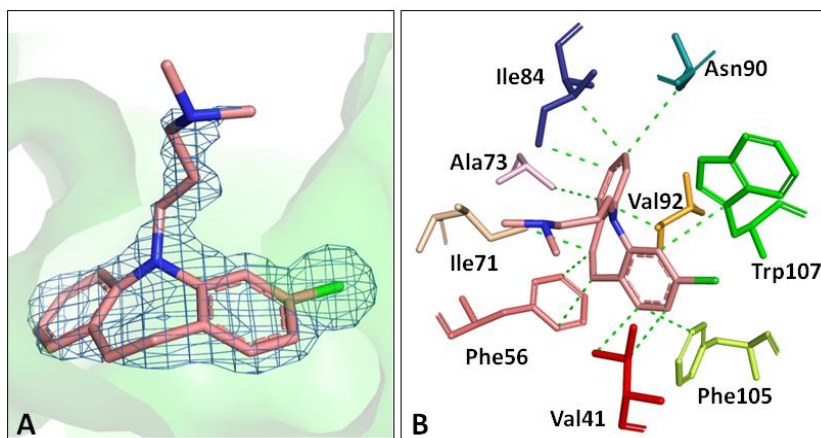 A
Ile84
Asn90
Ala73
Val92
Ile71
Trp107
Phe56
Phe105
Val41
B